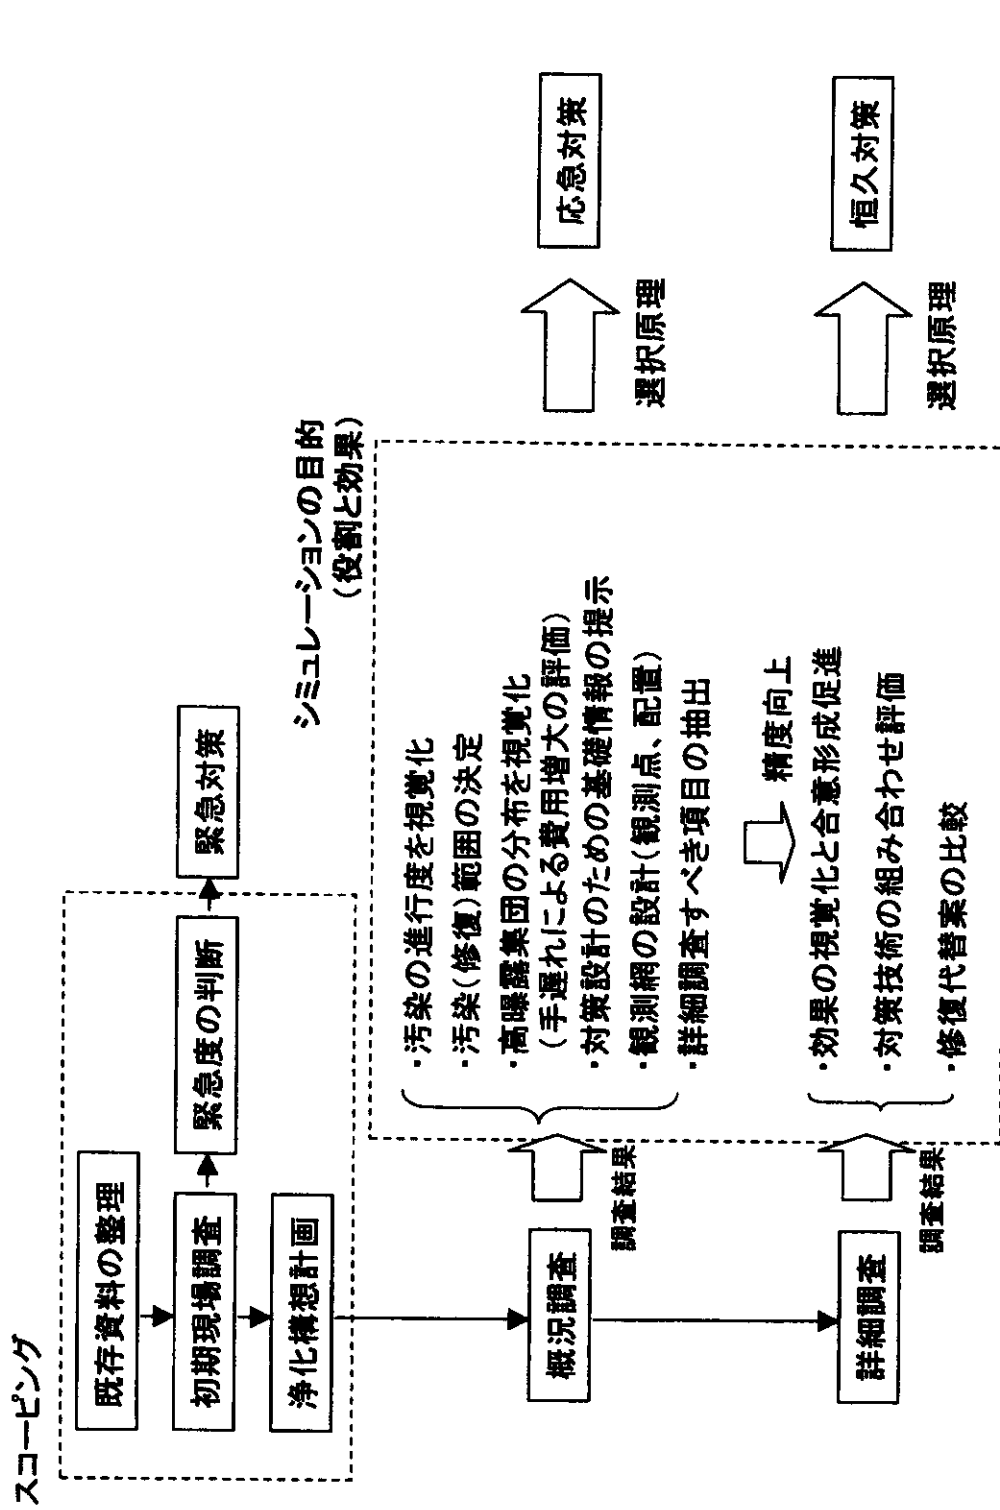 スコーピング
既存資料の整理
初期現場調査
緊急度の判断
緊急対策
浄化構想計画
シミュレーションの目的
(役割と効果)
概況調査
調査結果
・汚染の進行度を視覚化
・汚染(修復)範囲の決定
・高曝露集団の分布を視覚化
(手遅れによる費用増大の評価)
・対策設計のための基礎情報の提示
・観測網の設計(観測点、配置)
・詳細調査すべき項目の抽出
選択原理
応急対策
精度向上
詳細調査
調査結果
・効果の視覚化と合意形成促進
・対策技術の組み合わせ評価
・修復代替案の比較
選択原理
恒久対策